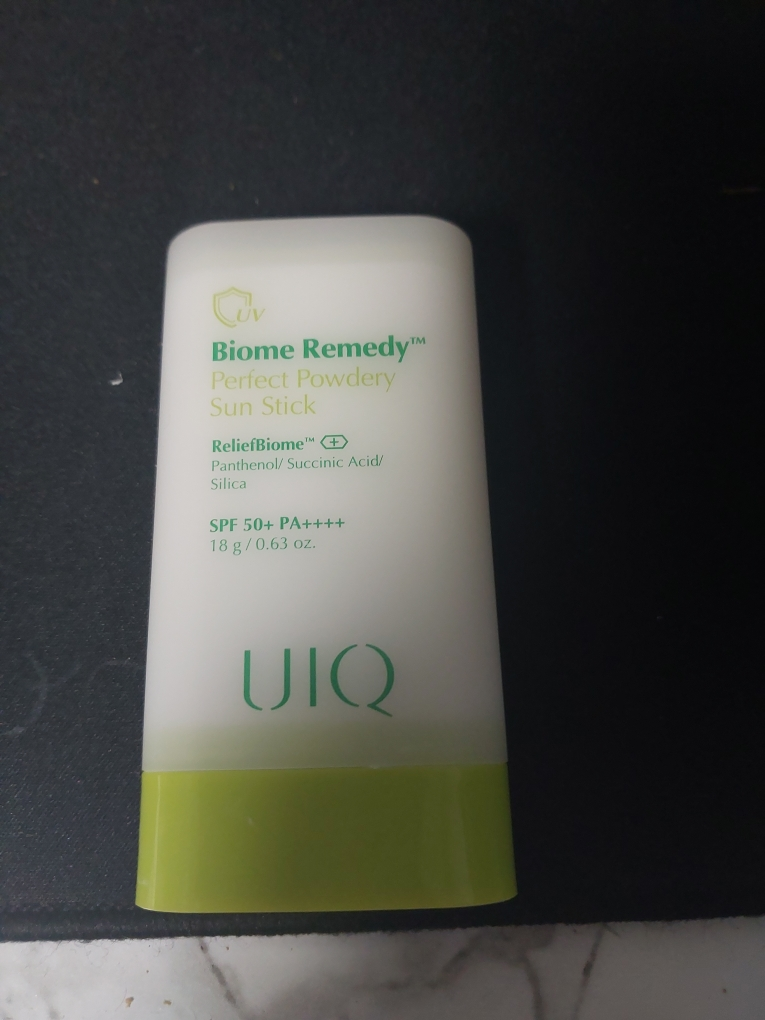 UV
Biome Remedy™
Perfect Powdery
Sun Stick
ReliefBiome™ +
Panthenol/ Succinic Acid/
Silica
SPF 50+ PA++++
18 g / 0.63 oz.
UIQ